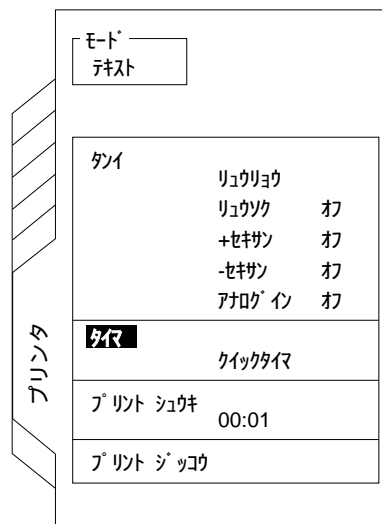 ﾓｰﾄﾞ
ﾃｷｽﾄ
ﾀﾝｲ
ﾘｭｳﾘｮｳ
ﾘｭｳｿｸ ｵﾌ
+ｾｷｻﾝ ｵﾌ
-ｾｷｻﾝ ｵﾌ
ｱﾅﾛｸﾞｲﾝ ｵﾌ
ﾀｲﾏ
ｸｲｯｸﾀｲﾏ
ﾌﾟﾘﾝﾄ ｼｭｳｷ
00:01
ﾌﾟﾘﾝﾄ ｼﾞｯｺｳ
プリンタ